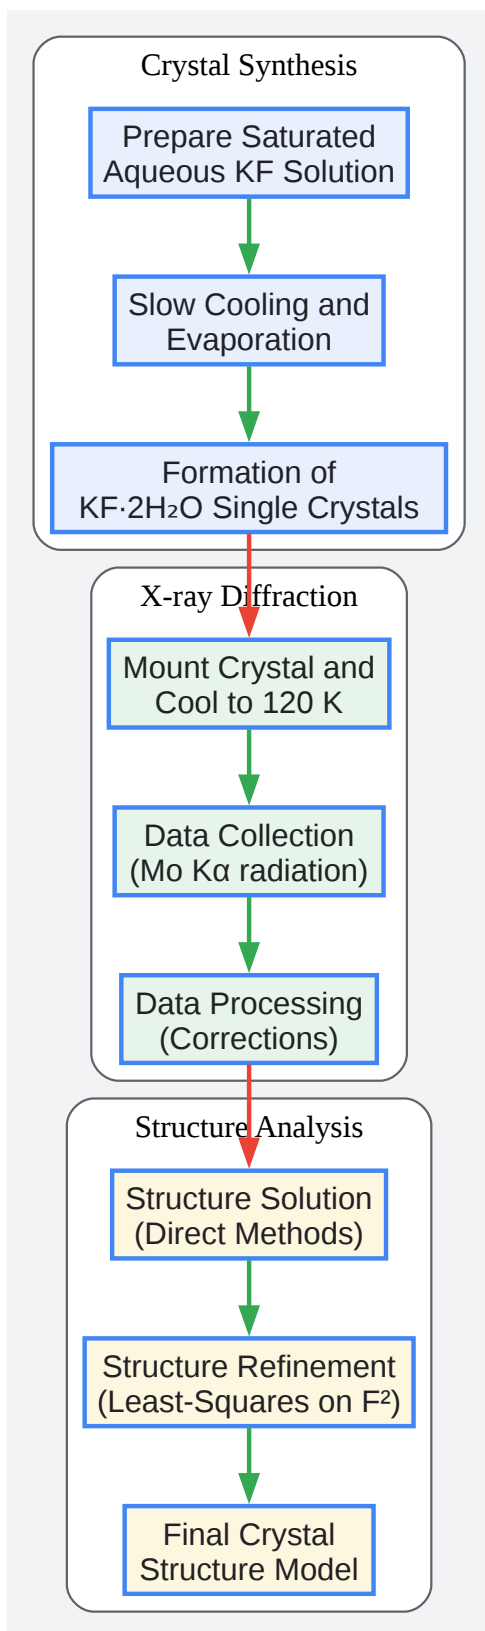 Crystal Synthesis
Prepare Saturated
Aqueous KF Solution
Slow Cooling and
Evaporation
Formation of
KF·2H₂O Single Crystals
X-ray Diffraction
Mount Crystal and
Cool to 120 K
Data Collection
(Mo Kα radiation)
Data Processing
(Corrections)
Structure Analysis
Structure Solution
(Direct Methods)
Structure Refinement
(Least-Squares on F²)
Final Crystal
Structure Model